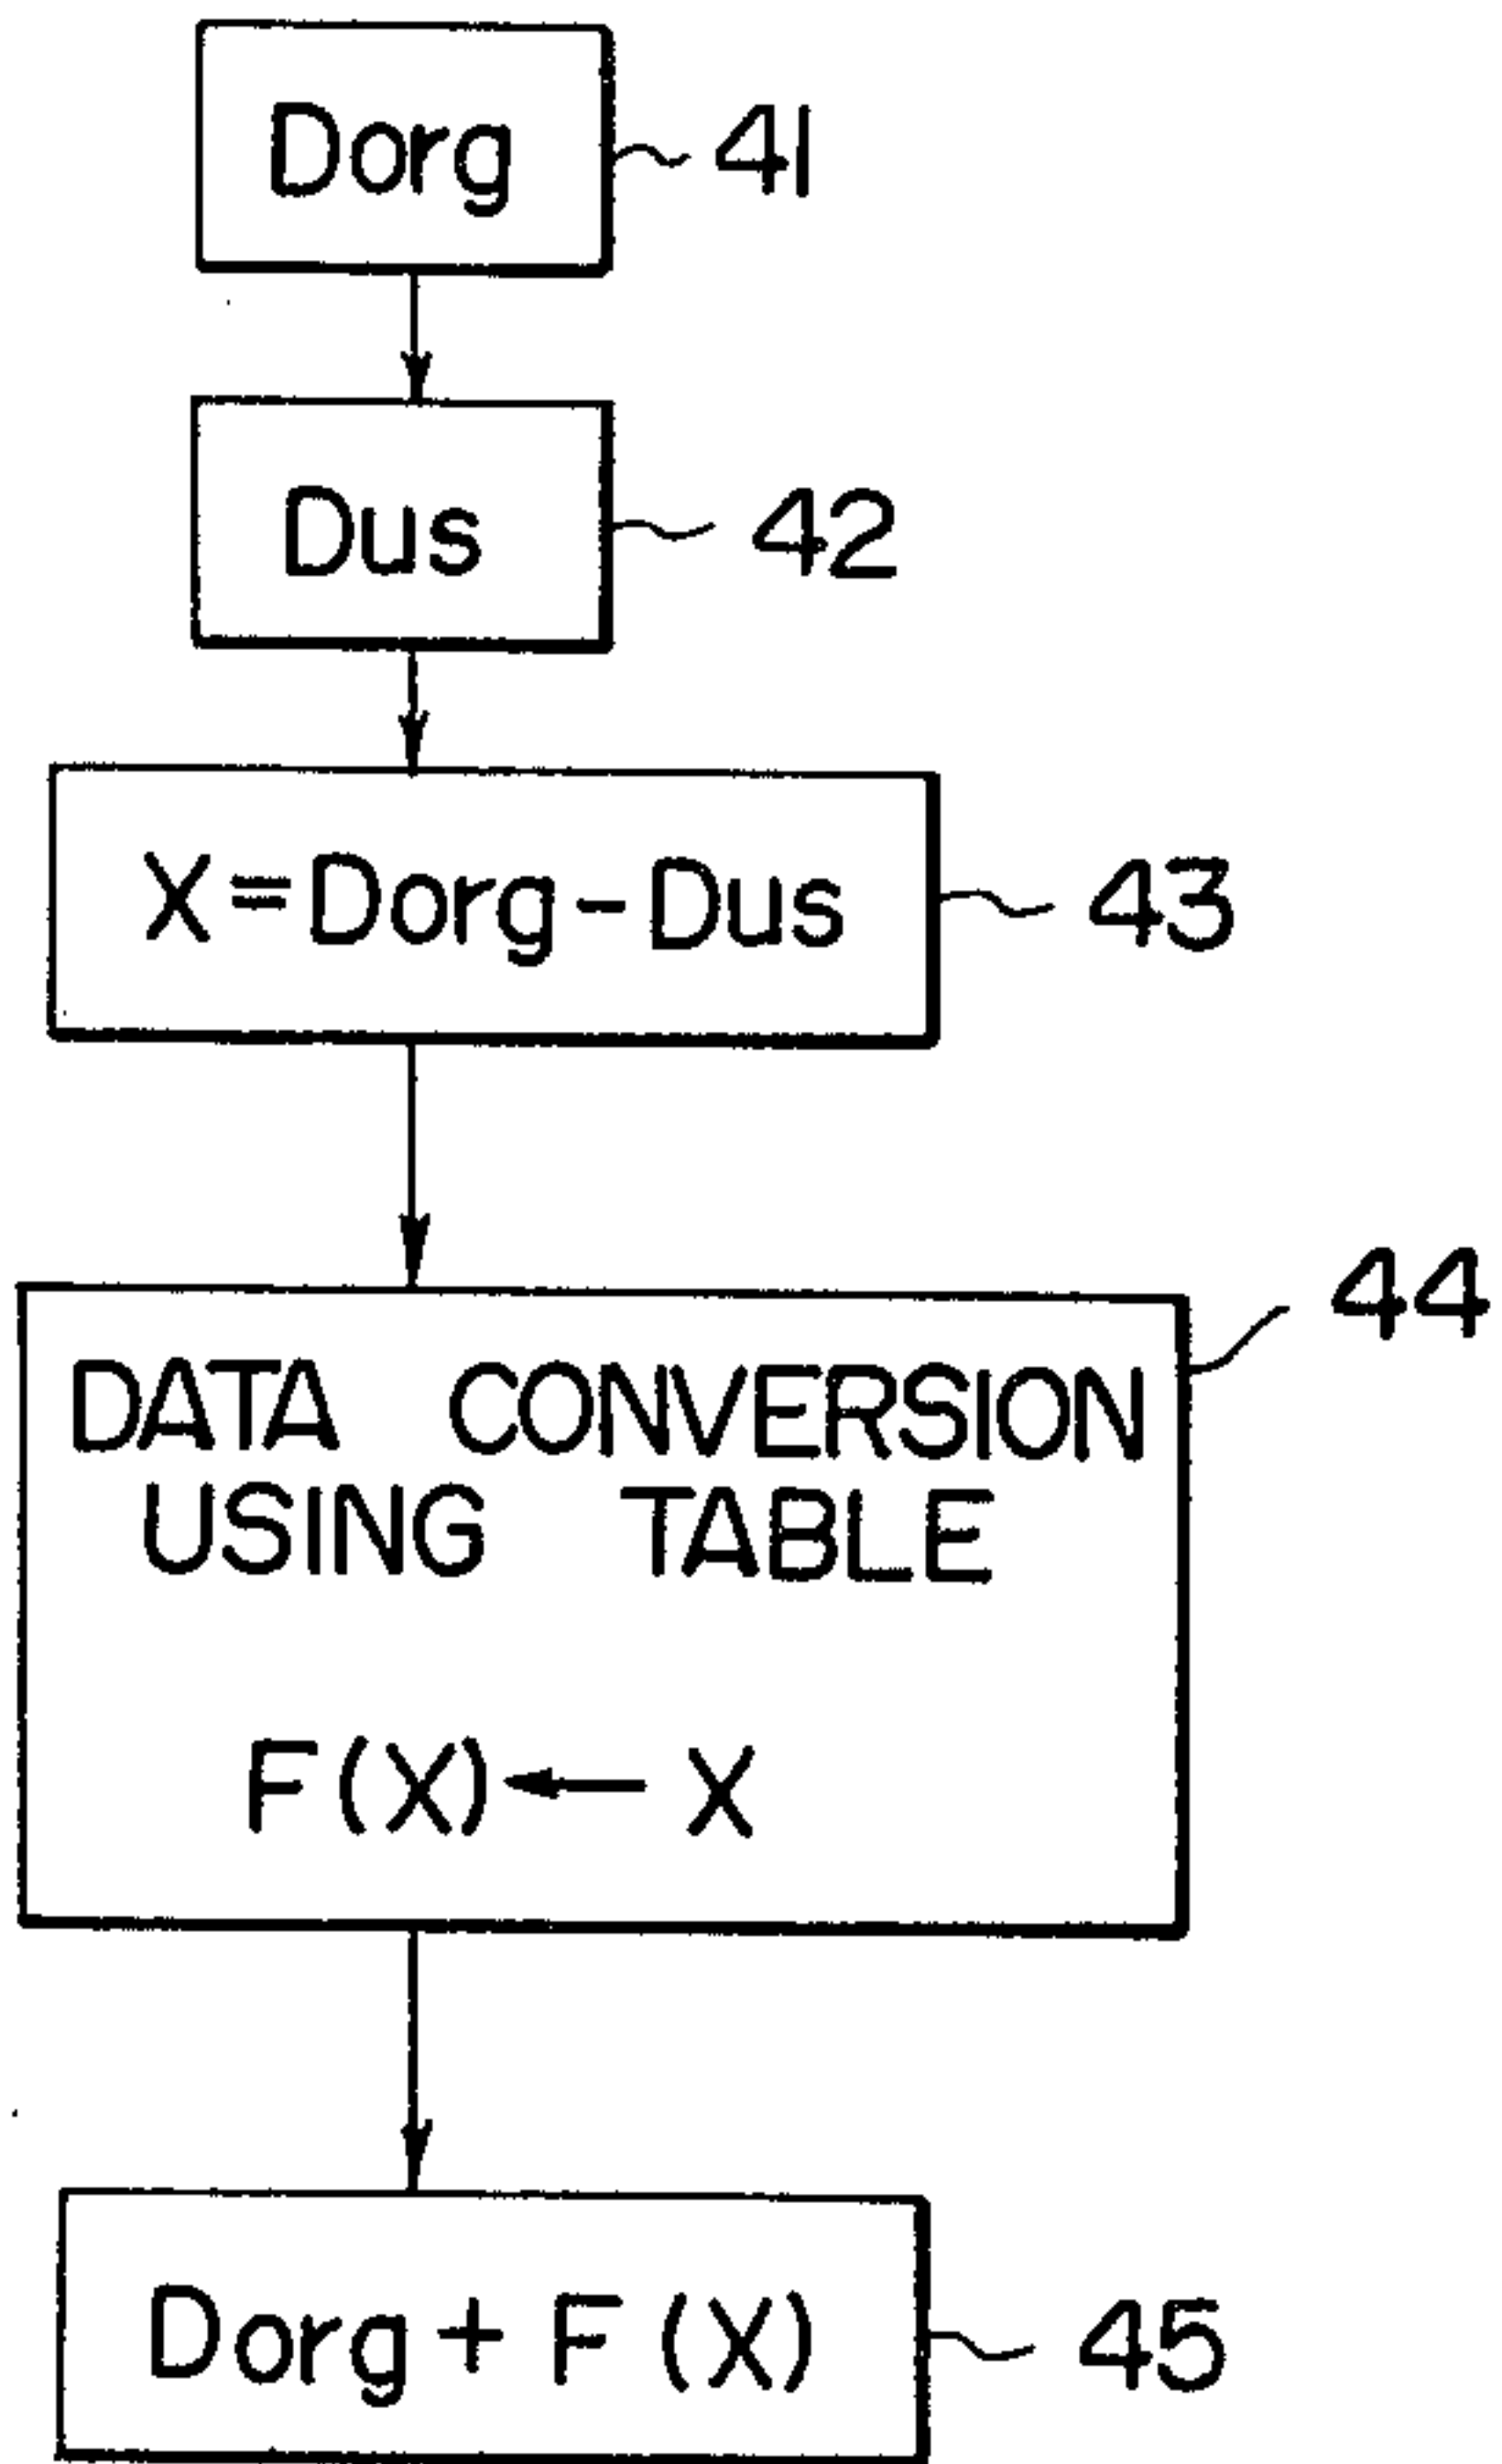 Dorg 41
Dus 42
X=Dorg-Dus 43
44
DATA CONVERSION
USING TABLE
F(X)← X
Dorg+ F(X) 45